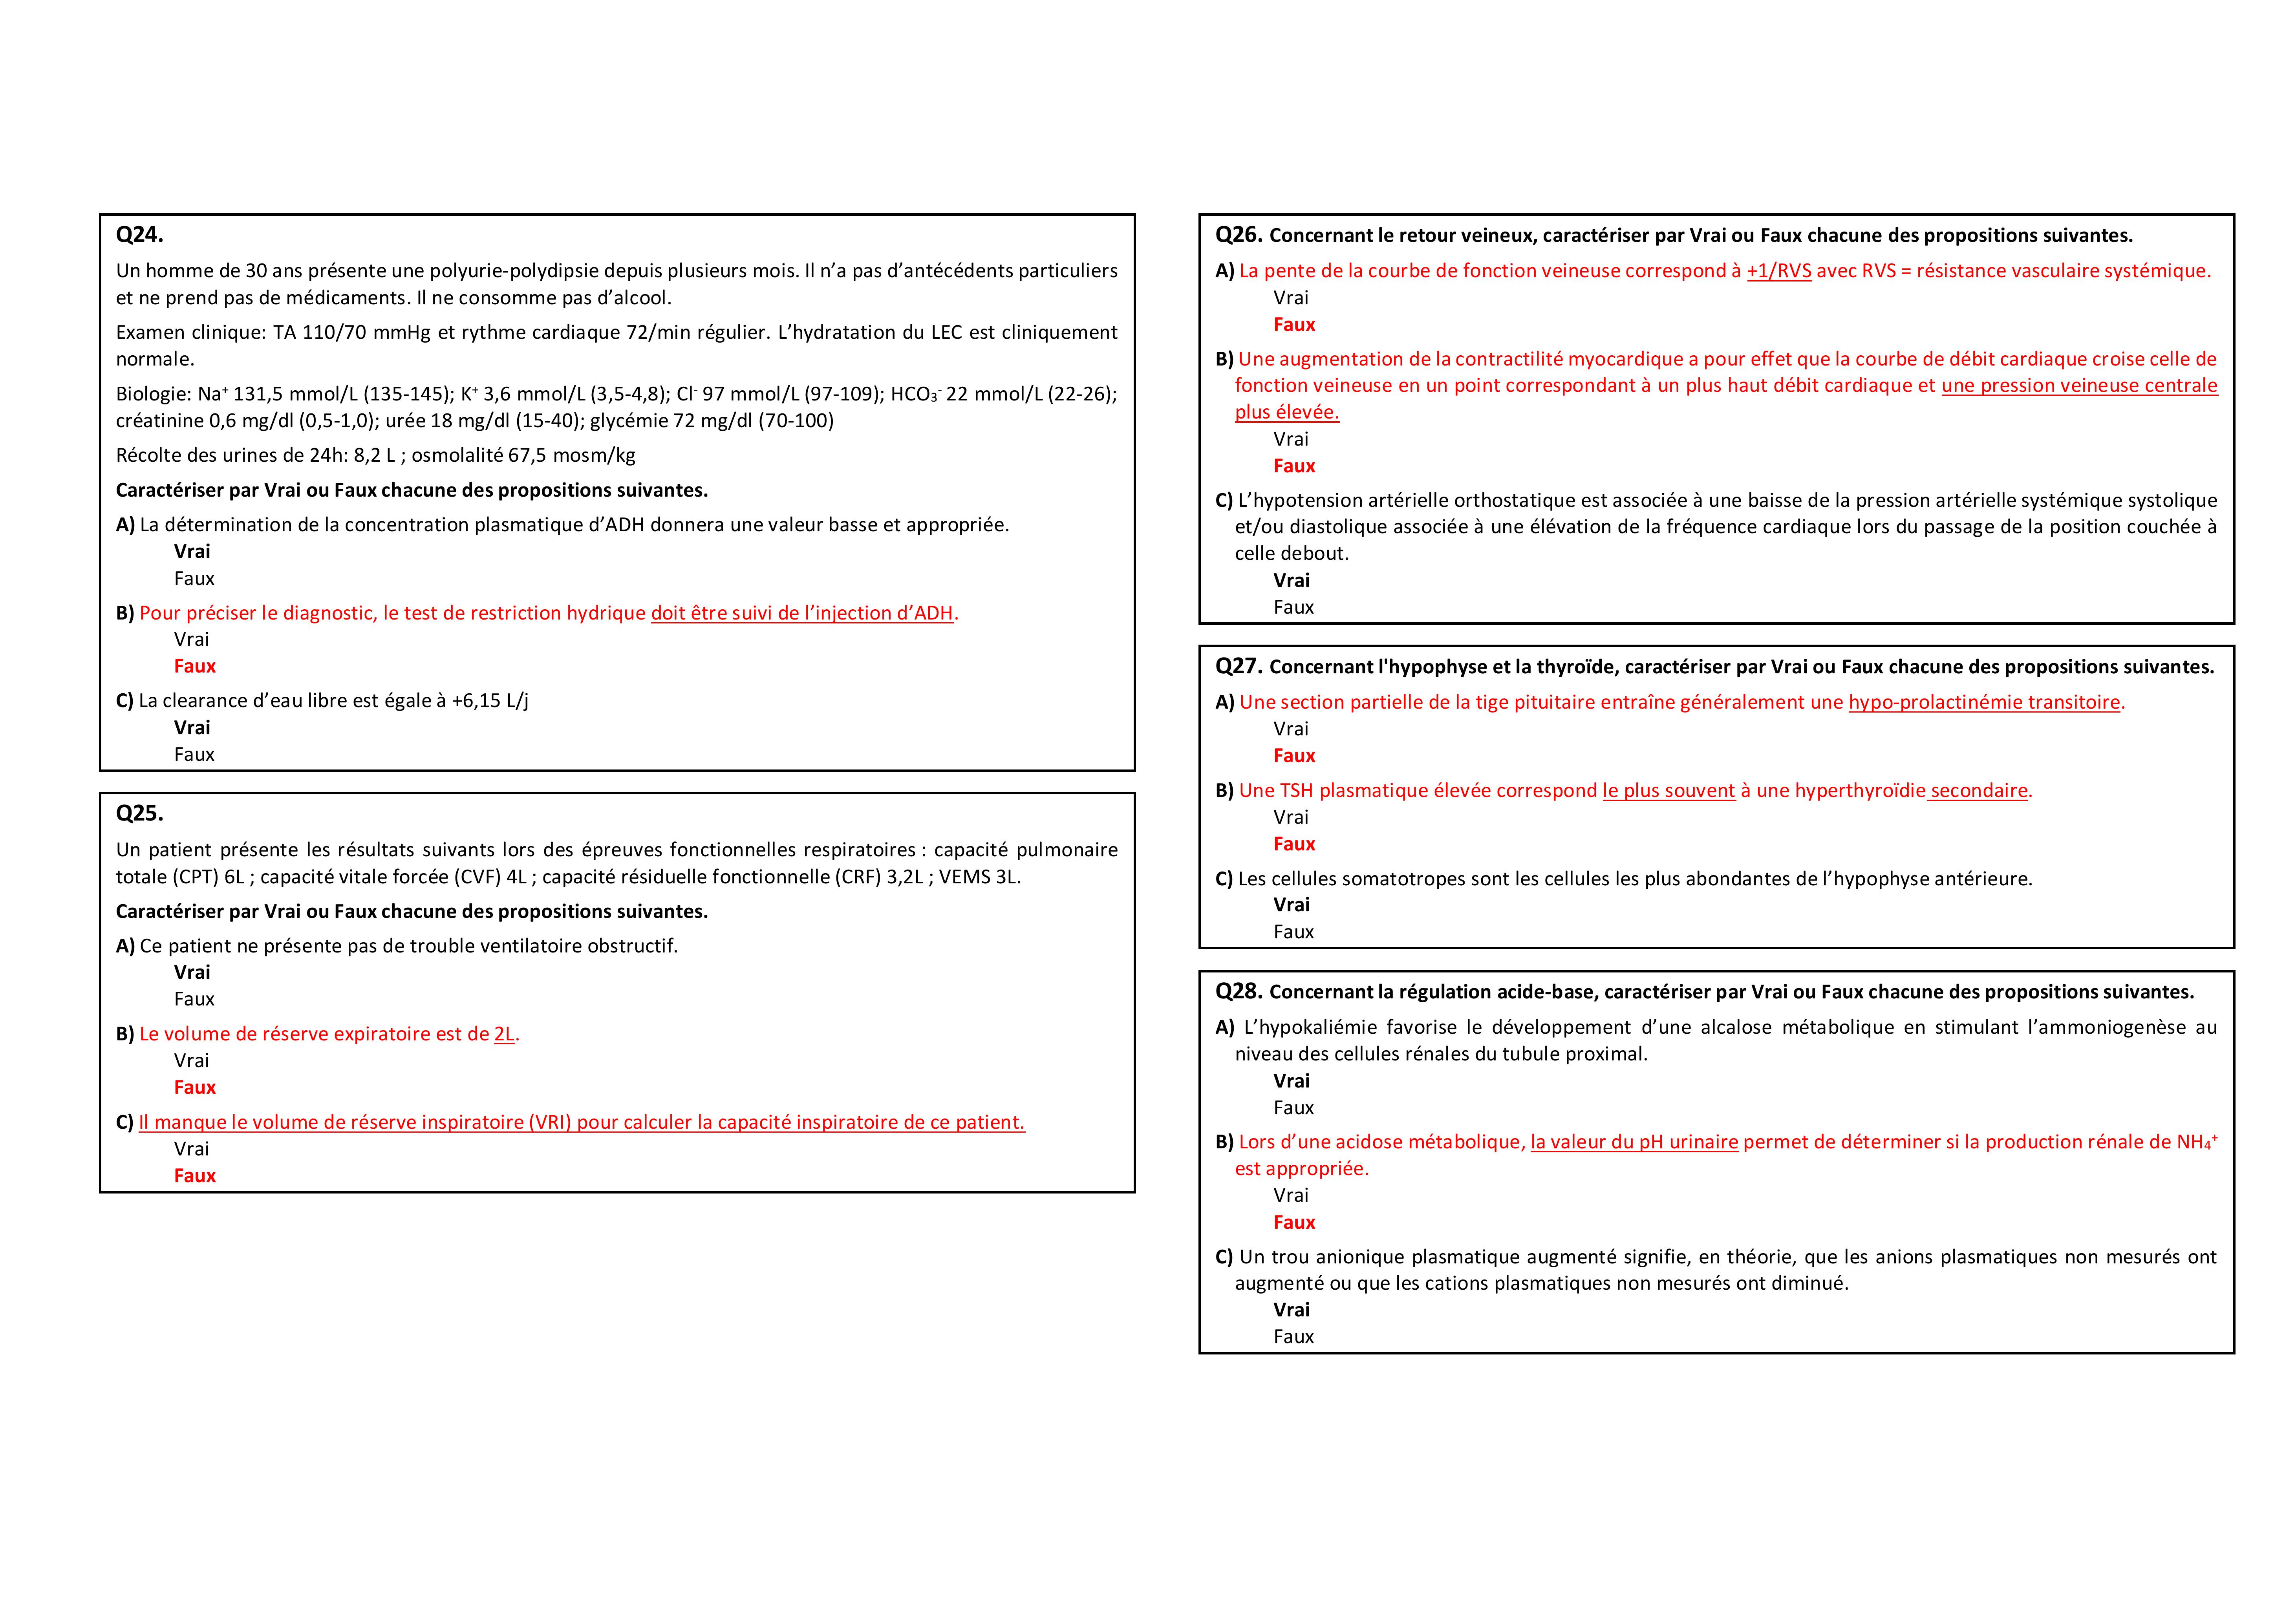 Q24.
Un homme de 30 ans présente une polyurie-polydipsie depuis plusieurs mois. Il n’a pas d’antécédents particuliers
et ne prend pas de médicaments. Il ne consomme pas d’alcool.
Examen clinique: TA 110/70 mmHg et rythme cardiaque 72/min régulier. L’hydratation du LEC est cliniquement
normale.
Biologie: Na⁺ 131,5 mmol/L (135-145); K⁺ 3,6 mmol/L (3,5-4,8); Cl⁻ 97 mmol/L (97-109); HCO₃⁻ 22 mmol/L (22-26);
créatinine 0,6 mg/dl (0,5-1,0); urée 18 mg/dl (15-40); glycémie 72 mg/dl (70-100)
Récolte des urines de 24h: 8,2 L ; osmolalité 67,5 mosm/kg
Caractériser par Vrai ou Faux chacune des propositions suivantes.
A) La détermination de la concentration plasmatique d’ADH donnera une valeur basse et appropriée.
Vrai
Faux
B) Pour préciser le diagnostic, le test de restriction hydrique doit être suivi de l’injection d’ADH.
Vrai
Faux
C) La clearance d’eau libre est égale à +6,15 L/j
Vrai
Faux
Q25.
Un patient présente les résultats suivants lors des épreuves fonctionnelles respiratoires : capacité pulmonaire
totale (CPT) 6L ; capacité vitale forcée (CVF) 4L ; capacité résiduelle fonctionnelle (CRF) 3,2L ; VEMS 3L.
Caractériser par Vrai ou Faux chacune des propositions suivantes.
A) Ce patient ne présente pas de trouble ventilatoire obstructif.
Vrai
Faux
B) Le volume de réserve expiratoire est de 2L.
Vrai
Faux
C) Il manque le volume de réserve inspiratoire (VRI) pour calculer la capacité inspiratoire de ce patient.
Vrai
Faux
Q26. Concernant le retour veineux, caractériser par Vrai ou Faux chacune des propositions suivantes.
A) La pente de la courbe de fonction veineuse correspond à +1/RVS avec RVS = résistance vasculaire systémique.
Vrai
Faux
B) Une augmentation de la contractilité myocardique a pour effet que la courbe de débit cardiaque croise celle de
fonction veineuse en un point correspondant à un plus haut débit cardiaque et une pression veineuse centrale
plus élevée.
Vrai
Faux
C) L’hypotension artérielle orthostatique est associée à une baisse de la pression artérielle systémique systolique
et/ou diastolique associée à une élévation de la fréquence cardiaque lors du passage de la position couchée à
celle debout.
Vrai
Faux
Q27. Concernant l'hypophyse et la thyroïde, caractériser par Vrai ou Faux chacune des propositions suivantes.
A) Une section partielle de la tige pituitaire entraîne généralement une hypo-prolactinémie transitoire.
Vrai
Faux
B) Une TSH plasmatique élevée correspond le plus souvent à une hyperthyroïdie secondaire.
Vrai
Faux
C) Les cellules somatotropes sont les cellules les plus abondantes de l’hypophyse antérieure.
Vrai
Faux
Q28. Concernant la régulation acide-base, caractériser par Vrai ou Faux chacune des propositions suivantes.
A) L’hypokaliémie favorise le développement d’une alcalose métabolique en stimulant l’ammoniogenèse au
niveau des cellules rénales du tubule proximal.
Vrai
Faux
B) Lors d’une acidose métabolique, la valeur du pH urinaire permet de déterminer si la production rénale de NH₄⁺
est appropriée.
Vrai
Faux
C) Un trou anionique plasmatique augmenté signifie, en théorie, que les anions plasmatiques non mesurés ont
augmenté ou que les cations plasmatiques non mesurés ont diminué.
Vrai
Faux